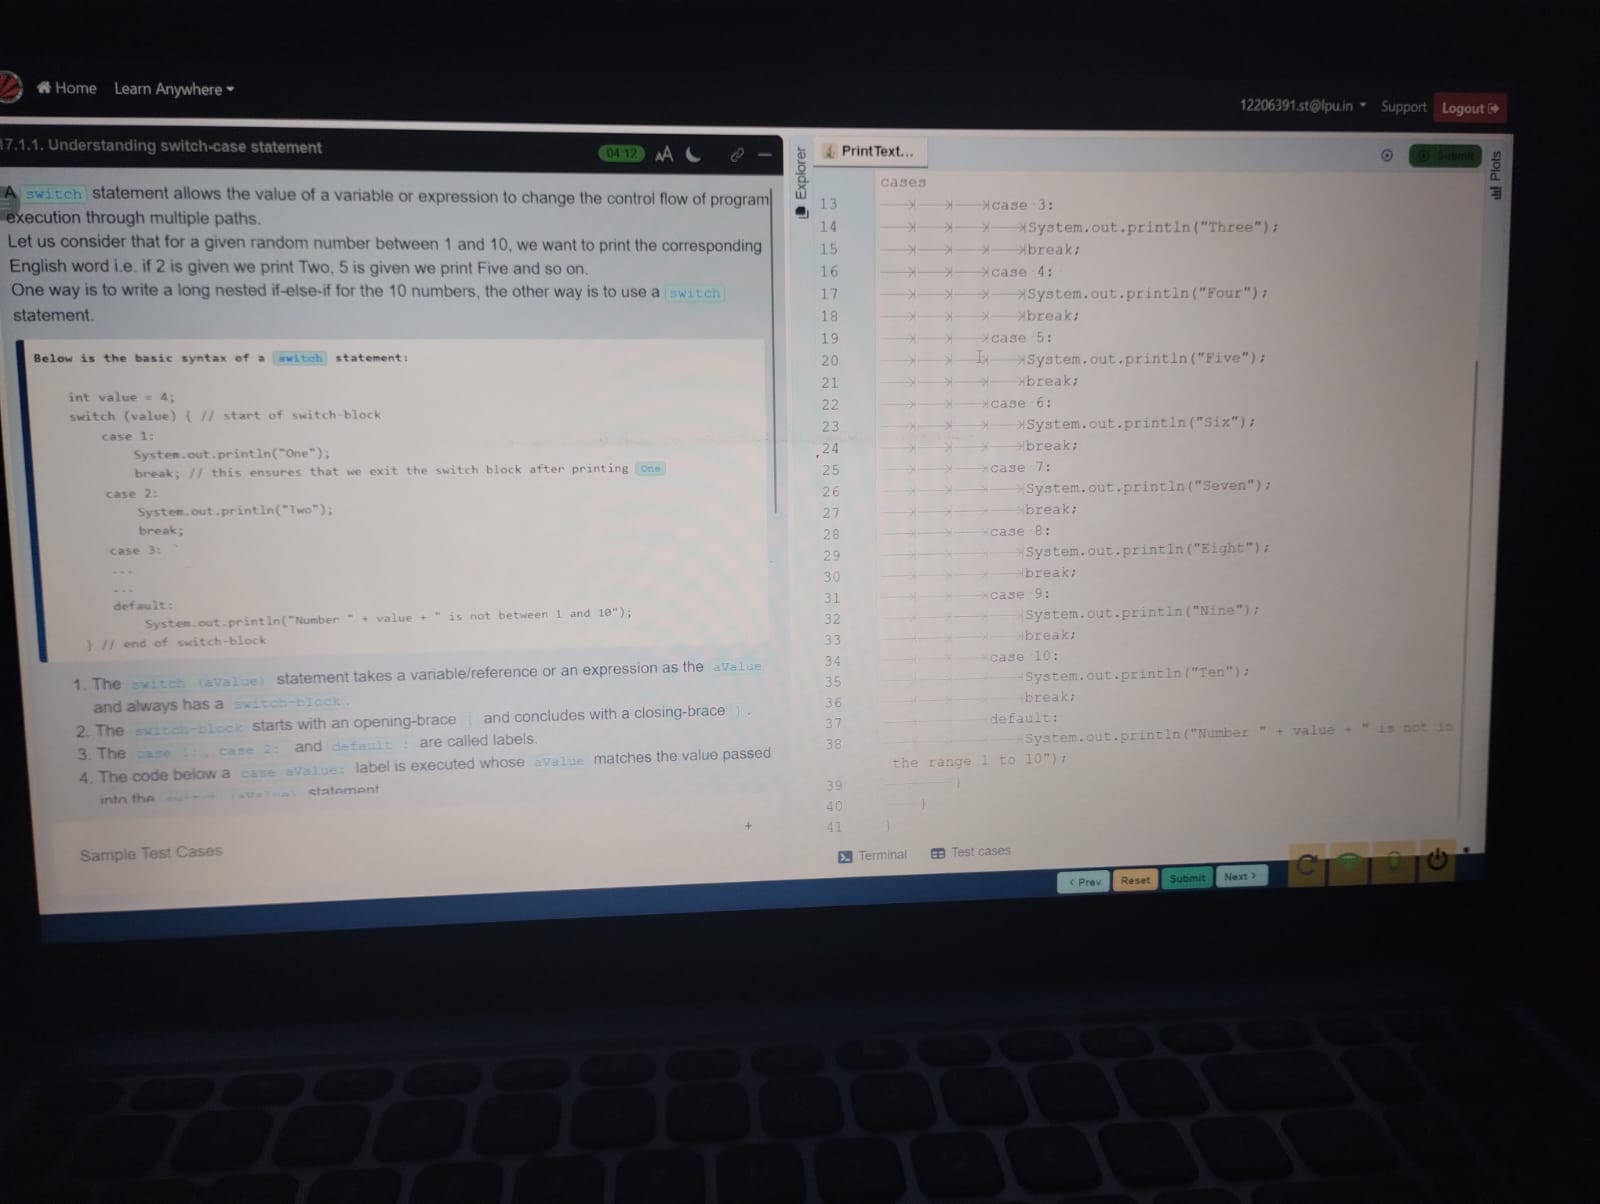 Home Learn Anywhere
12206391.st@lpu.in Support Logout
17.1.1. Understanding switch-case statement
04:12 AA
A switch statement allows the value of a variable or expression to change the control flow of program
execution through multiple paths.
Let us consider that for a given random number between 1 and 10, we want to print the corresponding
English word i.e. if 2 is given we print Two, 5 is given we print Five and so on.
One way is to write a long nested if-else-if for the 10 numbers, the other way is to use a switch
statement.
Below is the basic syntax of a switch statement:
int value = 4;
switch (value) { // start of switch-block
case 1:
System.out.println("One");
break; // this ensures that we exit the switch block after printing One
case 2:
System.out.println("Two");
break;
case 3:
...
...
default:
System.out.println("Number " + value + " is not between 1 and 10");
} // end of switch-block
1. The switch (aValue) statement takes a variable/reference or an expression as the aValue
and always has a switch-block.
2. The switch-block starts with an opening-brace { and concludes with a closing-brace }.
3. The case 1:, case 2: and default : are called labels.
4. The code below a case aValue: label is executed whose aValue matches the value passed
into the switch (aValue) statement
Sample Test Cases +
Explorer
PrintText...
Submit
Plots
cases
13 case 3:
14 System.out.println("Three");
15 break;
16 case 4:
17 System.out.println("Four");
18 break;
19 case 5:
20 System.out.println("Five");
21 break;
22 case 6:
23 System.out.println("Six");
24 break;
25 case 7:
26 System.out.println("Seven");
27 break;
28 case 8:
29 System.out.println("Eight");
30 break;
31 case 9:
32 System.out.println("Nine");
33 break;
34 case 10:
35 System.out.println("Ten");
36 break;
37 default:
38 System.out.println("Number " + value + " is not in
the range 1 to 10");
39 }
40 }
41 }
Terminal Test cases
< Prev Reset Submit Next >